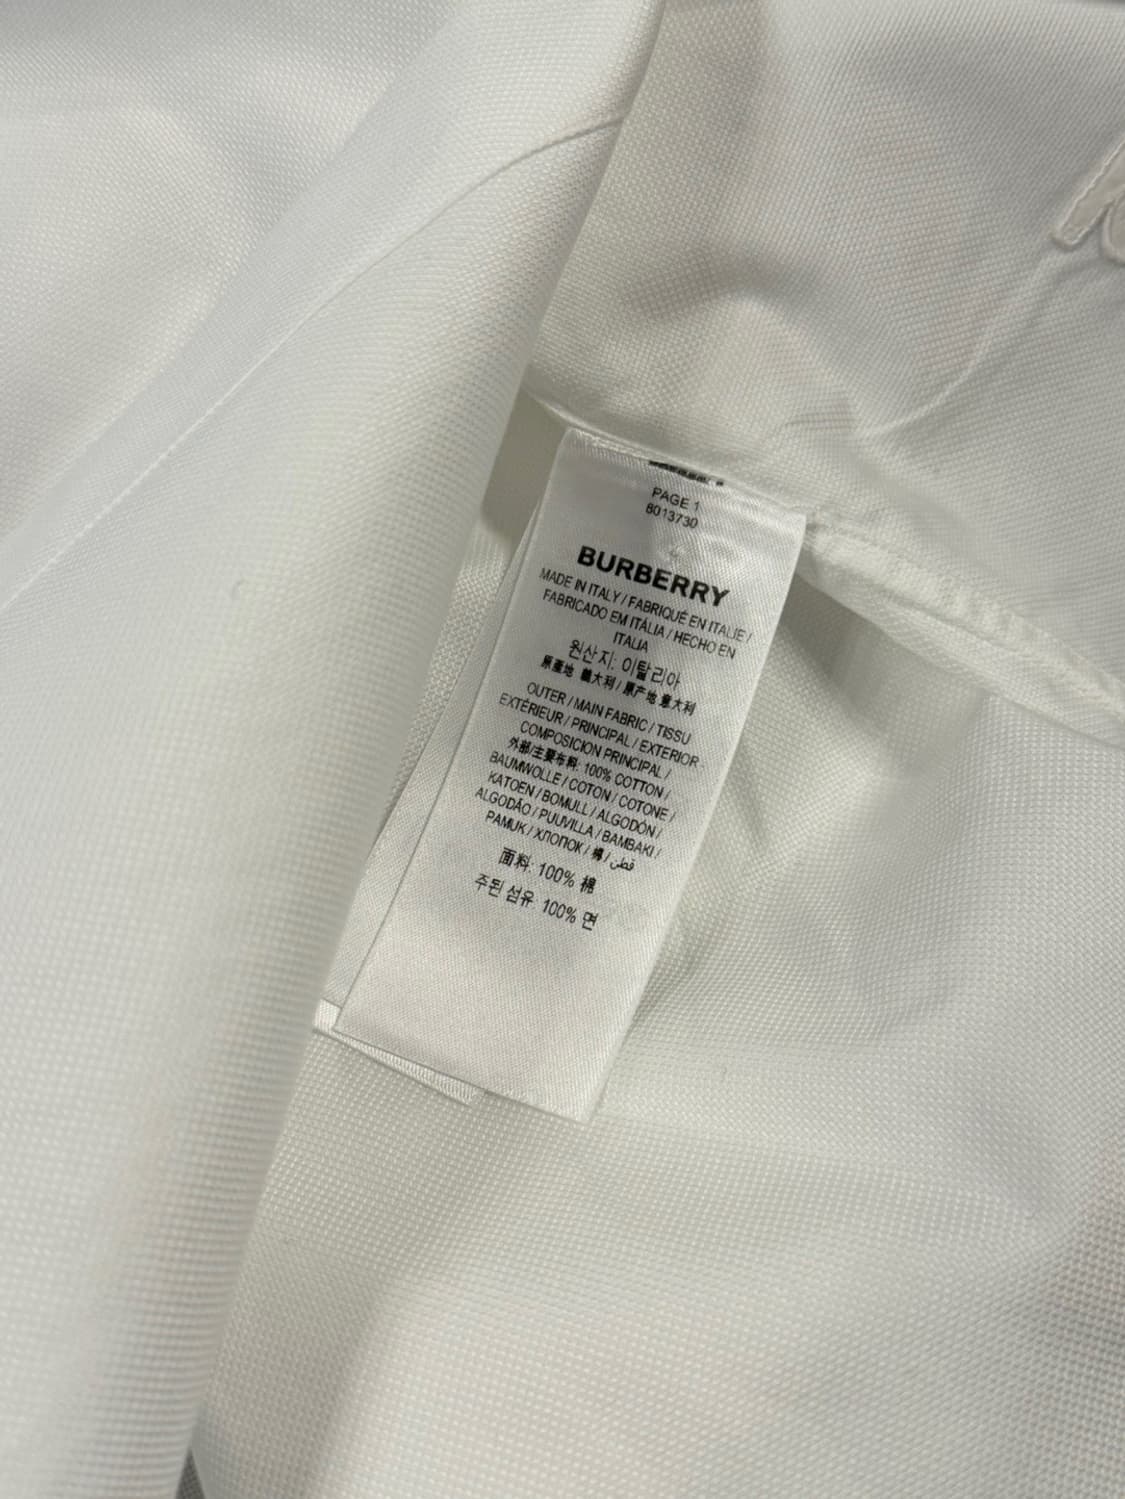 PAGE 1
8013730
BURBERRY
MADE IN ITALY / FABRIQUÉ EN ITALIE /
FABRICADO EM ITÁLIA / HECHO EN
ITALIA
원산지: 이탈리아
原產地 義大利 / 原产地 意大利
OUTER / MAIN FABRIC / TISSU
EXTÉRIEUR / PRINCIPAL / EXTERIOR -
COMPOSICION PRINCIPAL /
外部/主要布料: 100% COTTON /
BAUMWOLLE / COTON / COTONE /
KATOEN / BOMULL / ALGODÓN /
ALGODÃO / PUUVILLA / BAMBAKI /
PAMUK / ХЛОПОК / 棉 / قطن
面料: 100% 棉
주된 섬유: 100% 면